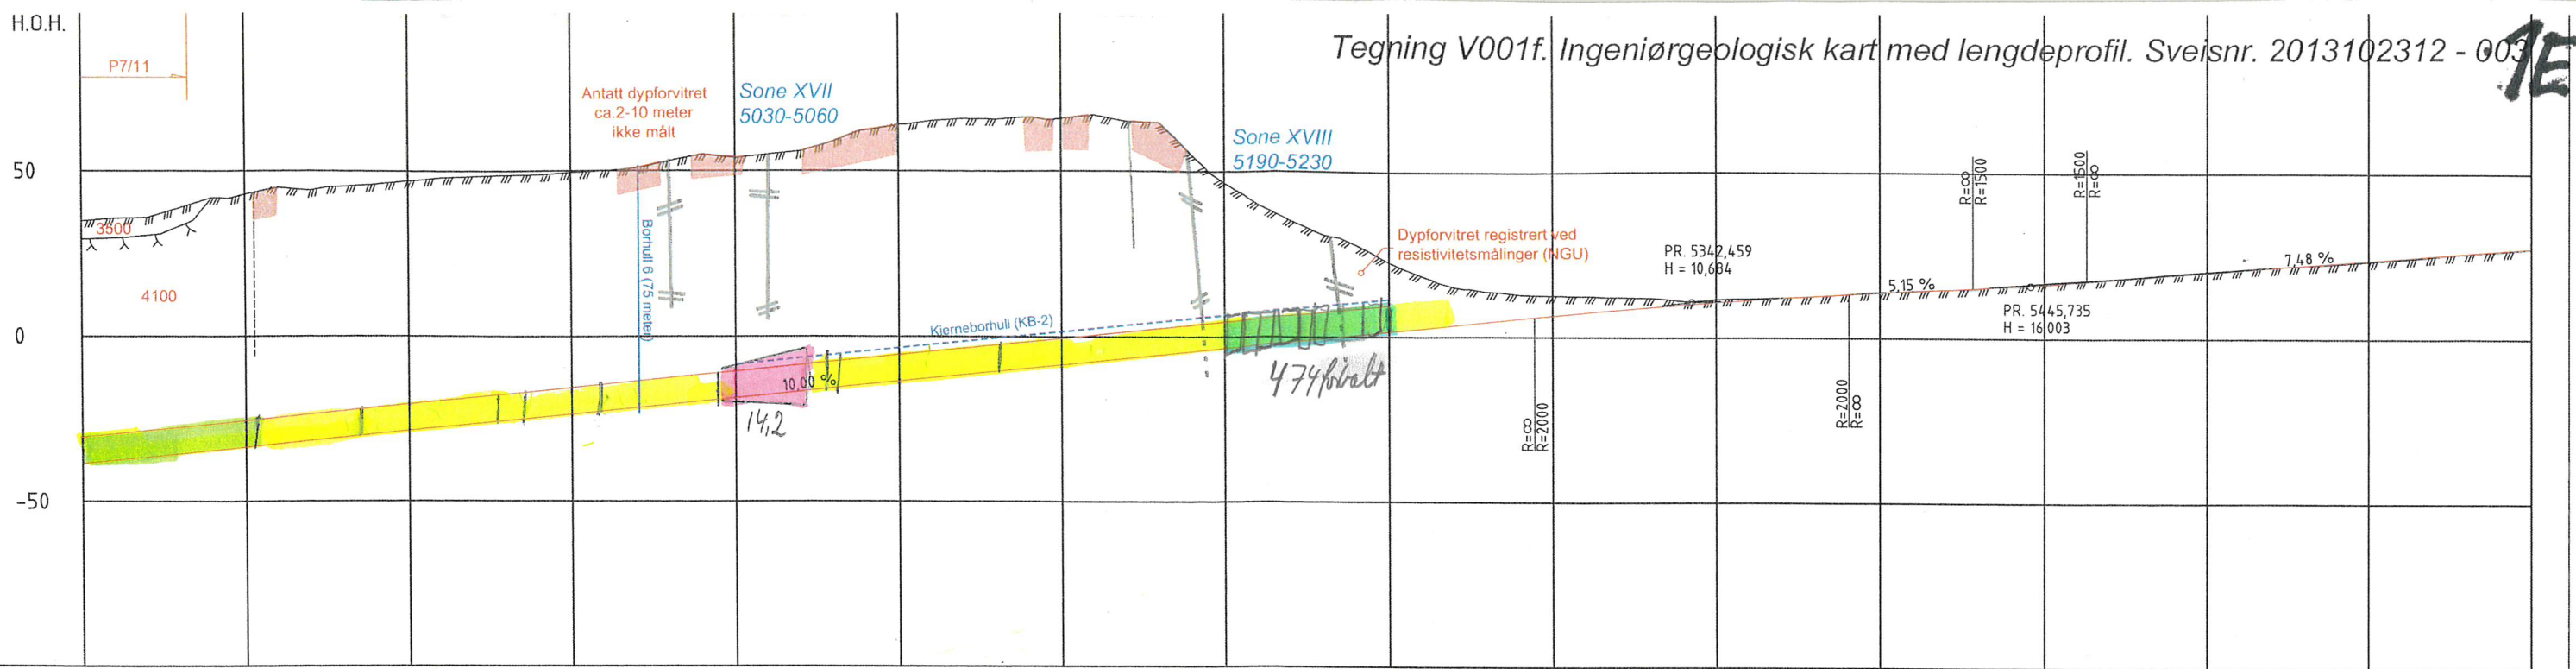 H.O.H.
Tegning V001f. Ingeniørgeologisk kart med lengdeprofil. Sveisnr. 2013102312 - 003
1E
P7/11
Antatt dypforvitret
ca.2-10 meter
ikke målt
Sone XVII
5030-5060
Sone XVIII
5190-5230
50
3500
4100
Borhull 6 (75 meter)
Dypforvitret registrert ved
resistivitetsmålinger (NGU)
PR. 5342,459
H = 10,684
R=∞
R=1500
R=1500
R=∞
7,48 %
5,15 %
PR. 5445,735
H = 16,003
0
Kjerneborhull (KB-2)
10,00 %
14,2
R=∞
R=2000
R=2000
R=∞
-50